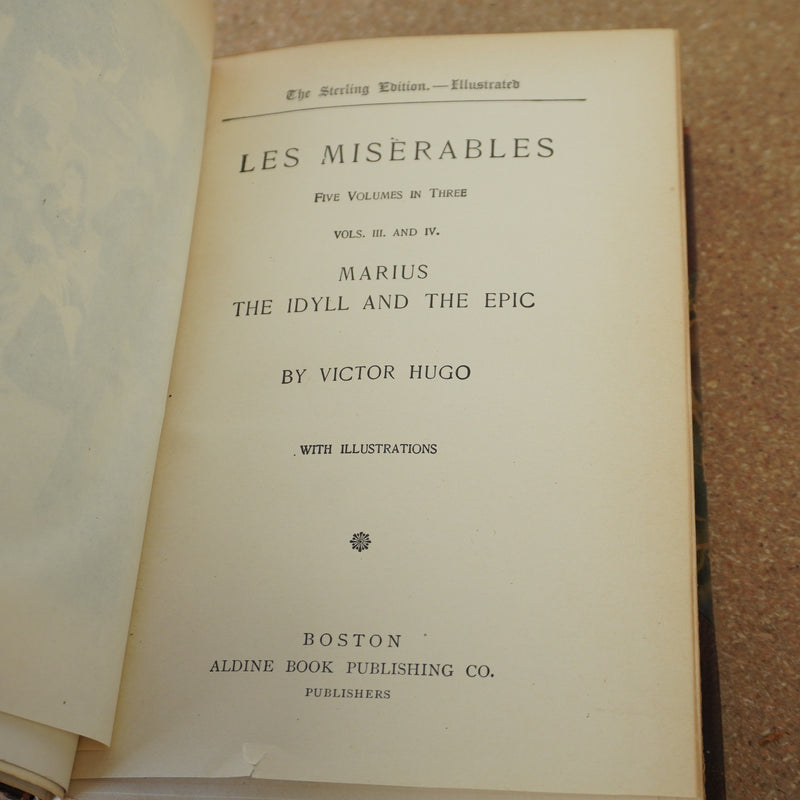 The Sterling Edition.—Illustrated
LES MISÈRABLES
FIVE VOLUMES IN THREE
VOLS. III. AND IV.
MARIUS
THE IDYLL AND THE EPIC
BY VICTOR HUGO
WITH ILLUSTRATIONS
BOSTON
ALDINE BOOK PUBLISHING CO.
PUBLISHERS